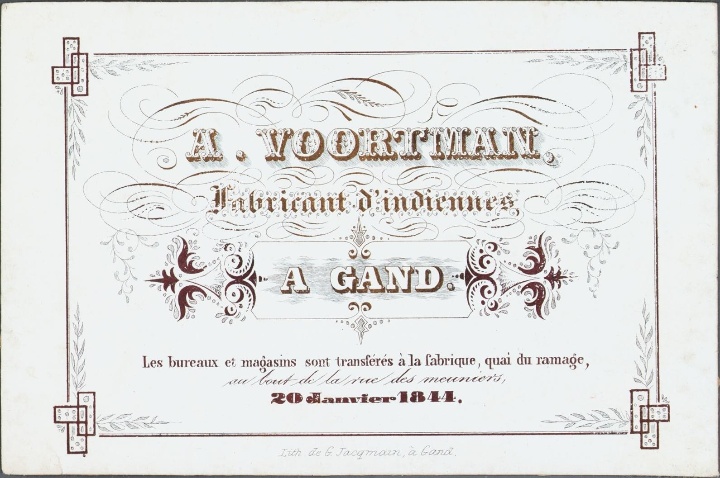 A. VOORTMAN,
Fabricant d'indiennes,
A GAND.
Les bureaux et magasins sont transférés à la fabrique, quai du ramage,
au bout de la rue des meuniers,
20 Janvier 1844.
Lith. de G. Jacqmain, à Gand.